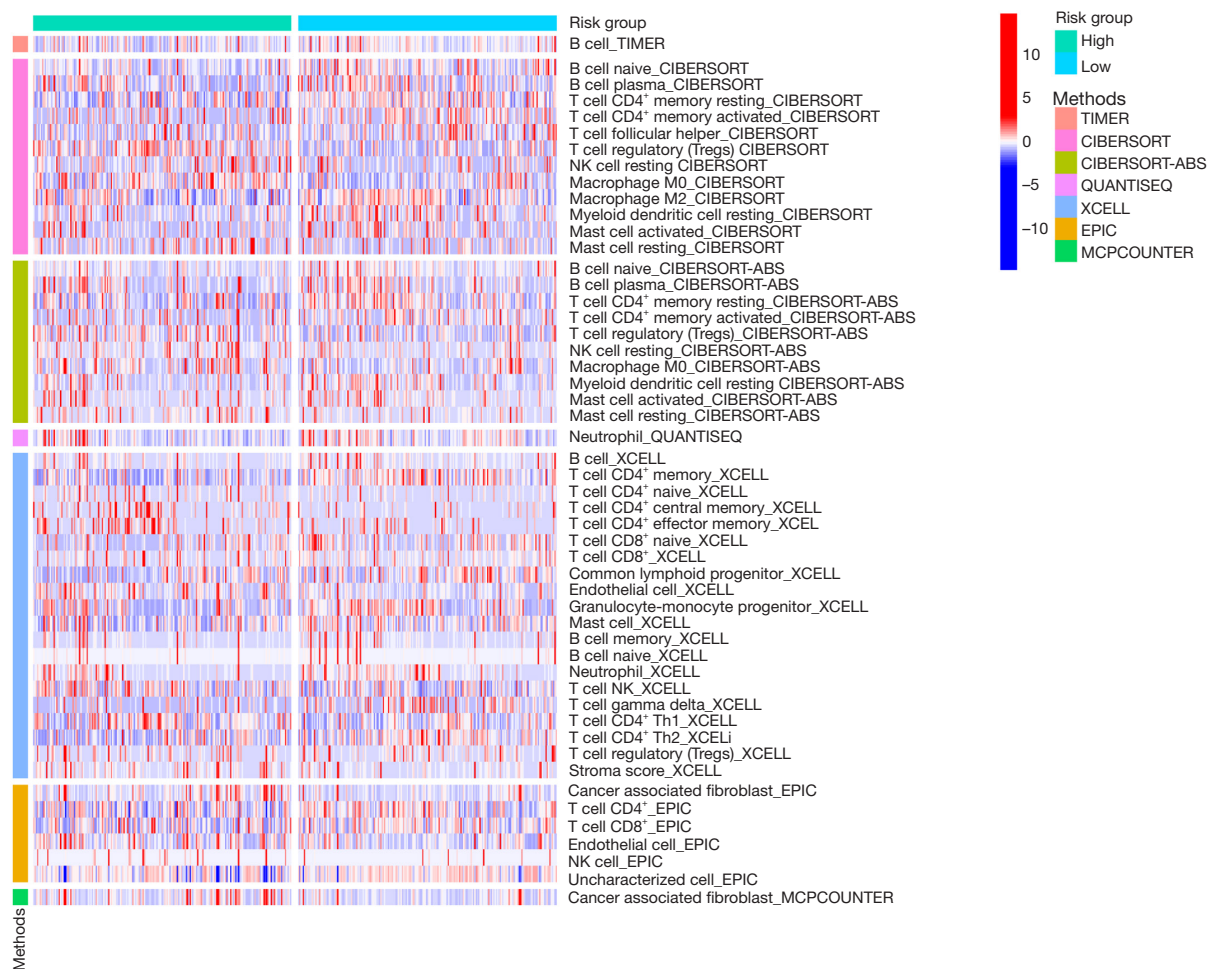 Risk group
B cell_TIMER
B cell naive_CIBERSORT
B cell plasma_CIBERSORT
T cell CD4⁺ memory resting_CIBERSORT
T cell CD4⁺ memory activated_CIBERSORT
T cell follicular helper_CIBERSORT
T cell regulatory (Tregs) CIBERSORT
NK cell resting CIBERSORT
Macrophage M0_CIBERSORT
Macrophage M2_CIBERSORT
Myeloid dendritic cell resting_CIBERSORT
Mast cell activated_CIBERSORT
Mast cell resting_CIBERSORT
B cell naive_CIBERSORT-ABS
B cell plasma_CIBERSORT-ABS
T cell CD4⁺ memory resting_CIBERSORT-ABS
T cell CD4⁺ memory activated_CIBERSORT-ABS
T cell regulatory (Tregs)_CIBERSORT-ABS
NK cell resting_CIBERSORT-ABS
Macrophage M0_CIBERSORT-ABS
Myeloid dendritic cell resting CIBERSORT-ABS
Mast cell activated_CIBERSORT-ABS
Mast cell resting_CIBERSORT-ABS
Neutrophil_QUANTISEQ
B cell_XCELL
T cell CD4⁺ memory_XCELL
T cell CD4⁺ naive_XCELL
T cell CD4⁺ central memory_XCELL
T cell CD4⁺ effector memory_XCEL
T cell CD8⁺ naive_XCELL
T cell CD8⁺_XCELL
Common lymphoid progenitor_XCELL
Endothelial cell_XCELL
Granulocyte-monocyte progenitor_XCELL
Mast cell_XCELL
B cell memory_XCELL
B cell naive_XCELL
Neutrophil_XCELL
T cell NK_XCELL
T cell gamma delta_XCELL
T cell CD4⁺ Th1_XCELL
T cell CD4⁺ Th2_XCELi
T cell regulatory (Tregs)_XCELL
Stroma score_XCELL
Cancer associated fibroblast_EPIC
T cell CD4⁺_EPIC
T cell CD8⁺_EPIC
Endothelial cell_EPIC
NK cell_EPIC
Uncharacterized cell_EPIC
Cancer associated fibroblast_MCPCOUNTER
Methods
10
5
0
−5
−10
Risk group
High
Low
Methods
TIMER
CIBERSORT
CIBERSORT-ABS
QUANTISEQ
XCELL
EPIC
MCPCOUNTER